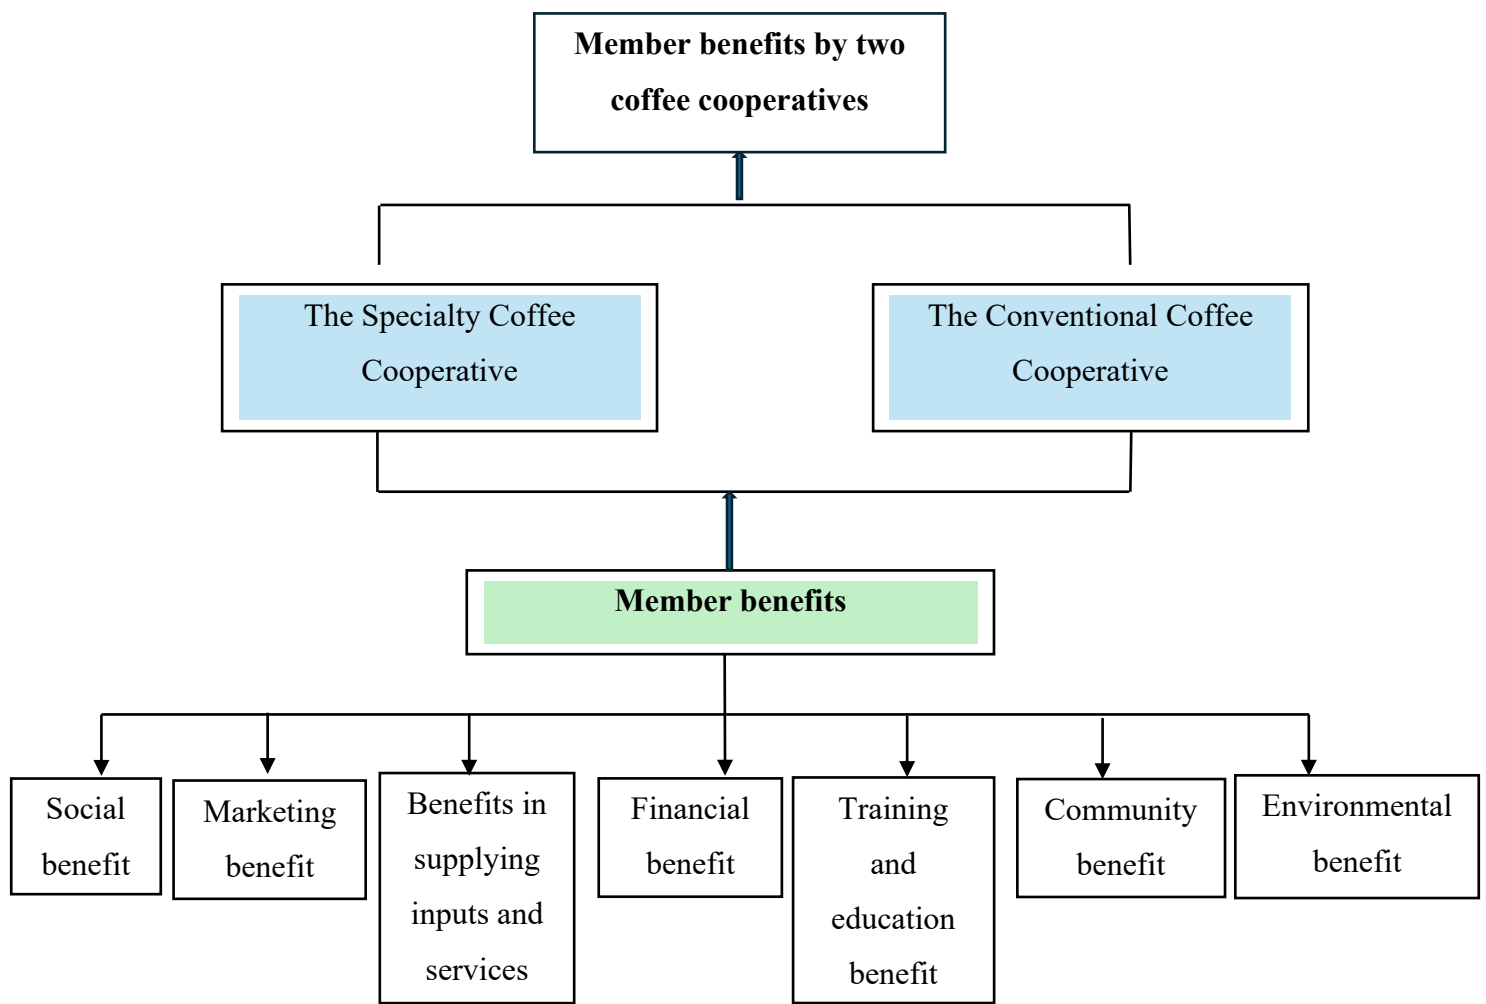 Member benefits by two
coffee cooperatives
The Specialty Coffee
Cooperative
The Conventional Coffee
Cooperative
Member benefits
Social
benefit
Marketing
benefit
Benefits in
supplying
inputs and
services
Financial
benefit
Training
and
education
benefit
Community
benefit
Environmental
benefit